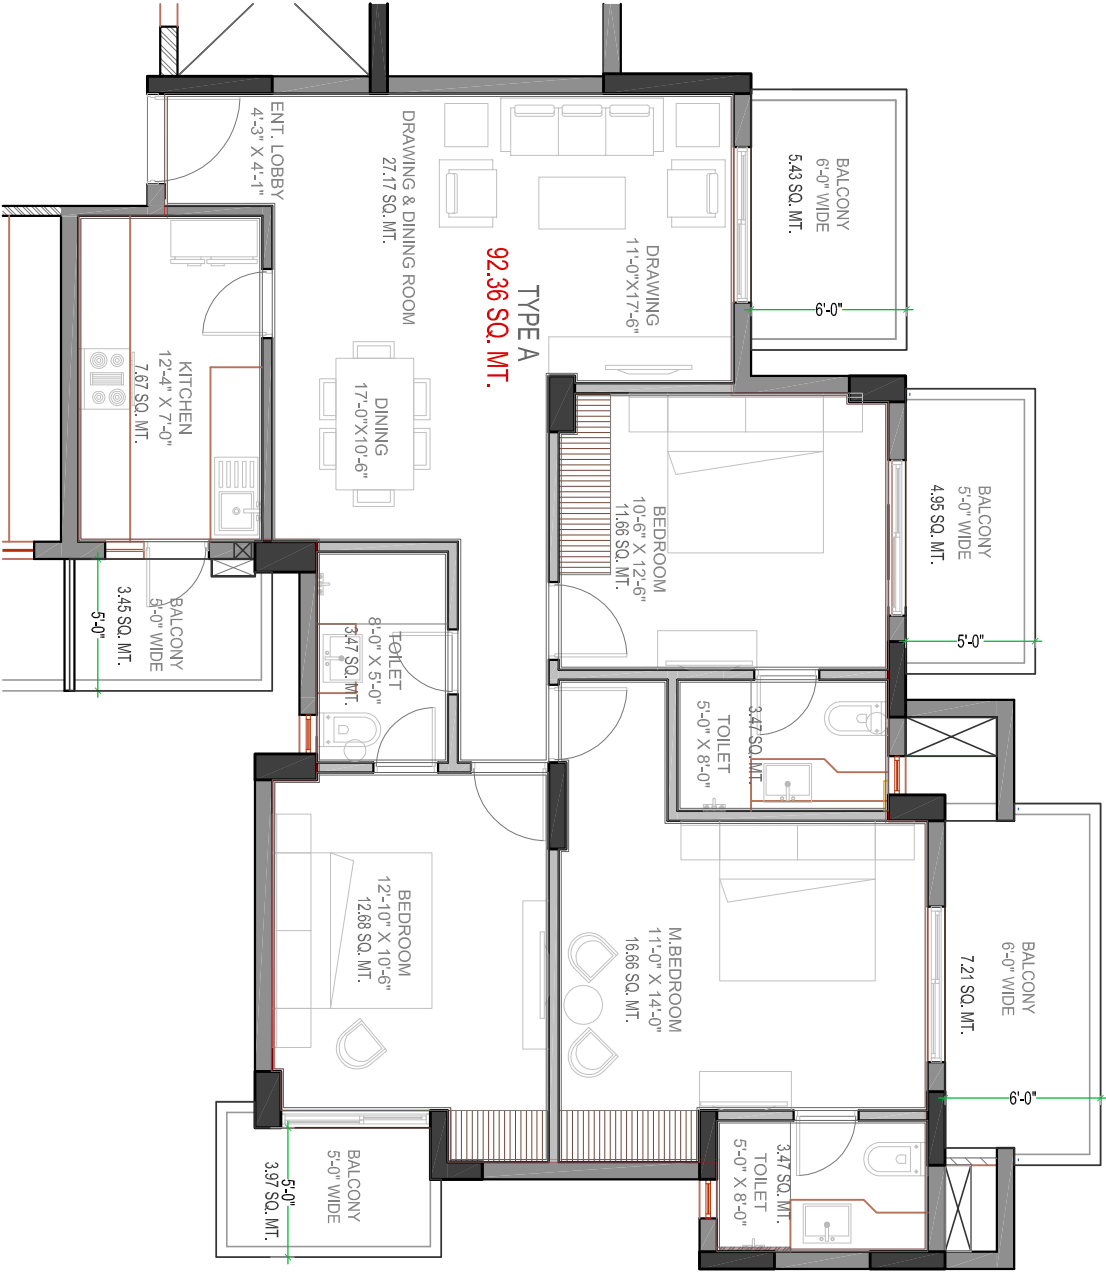 ENT. LOBBY
4'-3" X 4'-1"
DRAWING & DINING ROOM
27.17 SQ. MT.
BALCONY
6'-0" WIDE
5.43 SQ. MT.
6'-0"
DRAWING
11'-0"X17'-6"
TYPE A
92.36 SQ. MT.
KITCHEN
12'-4" X 7'-0"
7.67 SQ. MT.
DINING
17'-0"X10'-6"
BEDROOM
10'-6" X 12'-6"
11.66 SQ. MT.
BALCONY
5'-0" WIDE
4.95 SQ. MT.
5'-0"
BALCONY
5'-0" WIDE
3.45 SQ. MT.
5'-0"
TOILET
8'-0" X 5'-0"
3.47 SQ. MT.
3.47 SQ. MT.
TOILET
5'-0" X 8'-0"
BEDROOM
12'-10" X 10'-6"
12.68 SQ. MT.
M.BEDROOM
11'-0" X 14'-0"
16.66 SQ. MT.
BALCONY
6'-0" WIDE
7.21 SQ. MT.
6'-0"
BALCONY
5'-0" WIDE
5'-0"
3.97 SQ. MT.
3.47 SQ. MT.
TOILET
5'-0" X 8'-0"